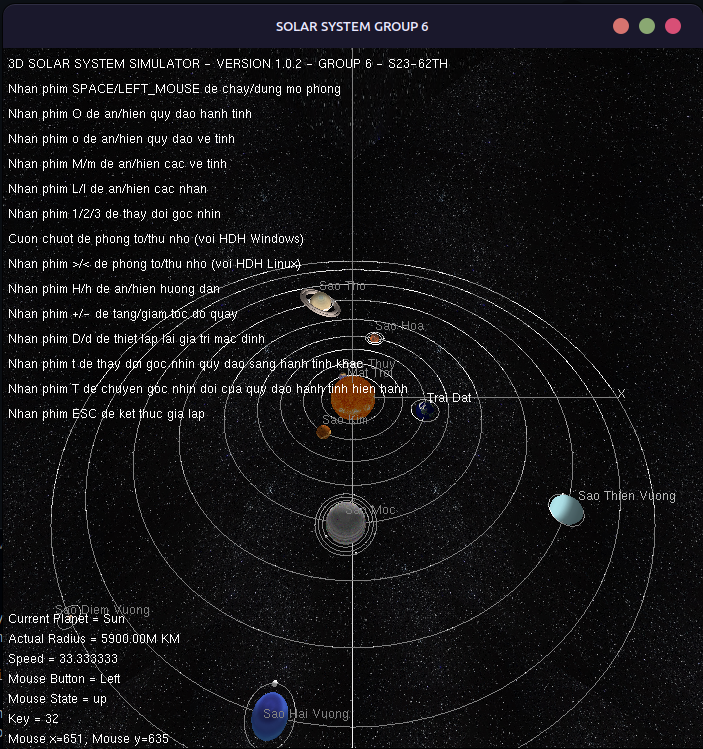 SOLAR SYSTEM GROUP 6
3D SOLAR SYSTEM SIMULATOR - VERSION 1.0.2 - GROUP 6 - S23-62TH
Nhan phim SPACE/LEFT_MOUSE de chay/dung mo phong
Nhan phim O de an/hien quy dao hanh tinh
Nhan phim o de an/hien quy dao ve tinh
Nhan phim M/m de an/hien cac ve tinh
Nhan phim L/l de an/hien cac nhan
Nhan phim 1/2/3 de thay doi goc nhin
Cuon chuot de phong to/thu nho (voi HDH Windows)
Nhan phim >/< de phong to/thu nho (voi HDH Linux)
Nhan phim H/h de an/hien huong dan
Sao Tho
Nhan phim +/- de tang/giam toc do quay
Sao Hoa
Nhan phim D/d de thiet lap lai gia tri mac dinh
Nhan phim t de thay doi goc nhin quy dao sang hanh tinh khac
Sao Thuy
Mat Troi
Nhan phim T de chuyen goc nhin doi cua quy dao hanh tinh hien hanh
X
Trai Dat
Nhan phim ESC de ket thuc gia lap
Sao Kim
Sao Thien Vuong
Sao Moc
Sao Diem Vuong
Current Planet = Sun
Actual Radius = 5900.00M KM
Speed = 33.333333
Mouse Button = Left
Mouse State = up
Sao Hai Vuong
Key = 32
Mouse x=651, Mouse y=635